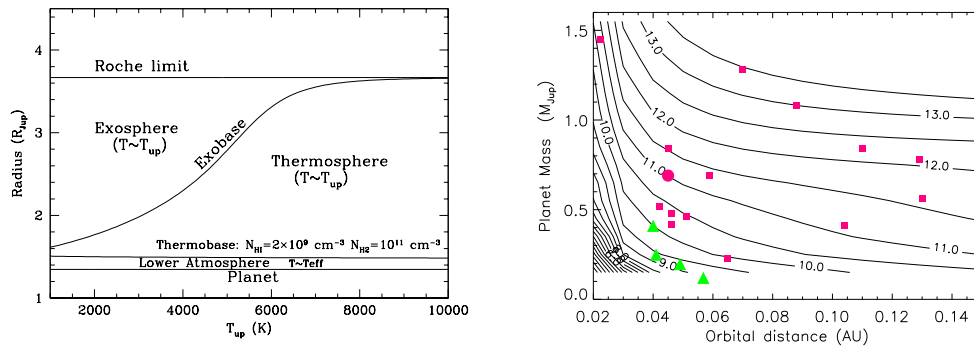 4
3
2
1
Radius (R_Jup)
Roche limit
Exosphere
(T~T_up)
Exobase
Thermosphere
(T~T_up)
Thermobase: N_HI=2×10^9 cm^-3 N_H2=10^11 cm^-3
Lower Atmosphere T~Teff
Planet
2000 4000 6000 8000 10000
T_up (K)
1.5
1.0
0.5
0.0
Planet Mass (M_Jup)
13.0
13.0
12.0
12.0
11.0
11.0
10.0
10.0
9.0
0.02 0.04 0.06 0.08 0.10 0.12 0.14
Orbital distance (AU)